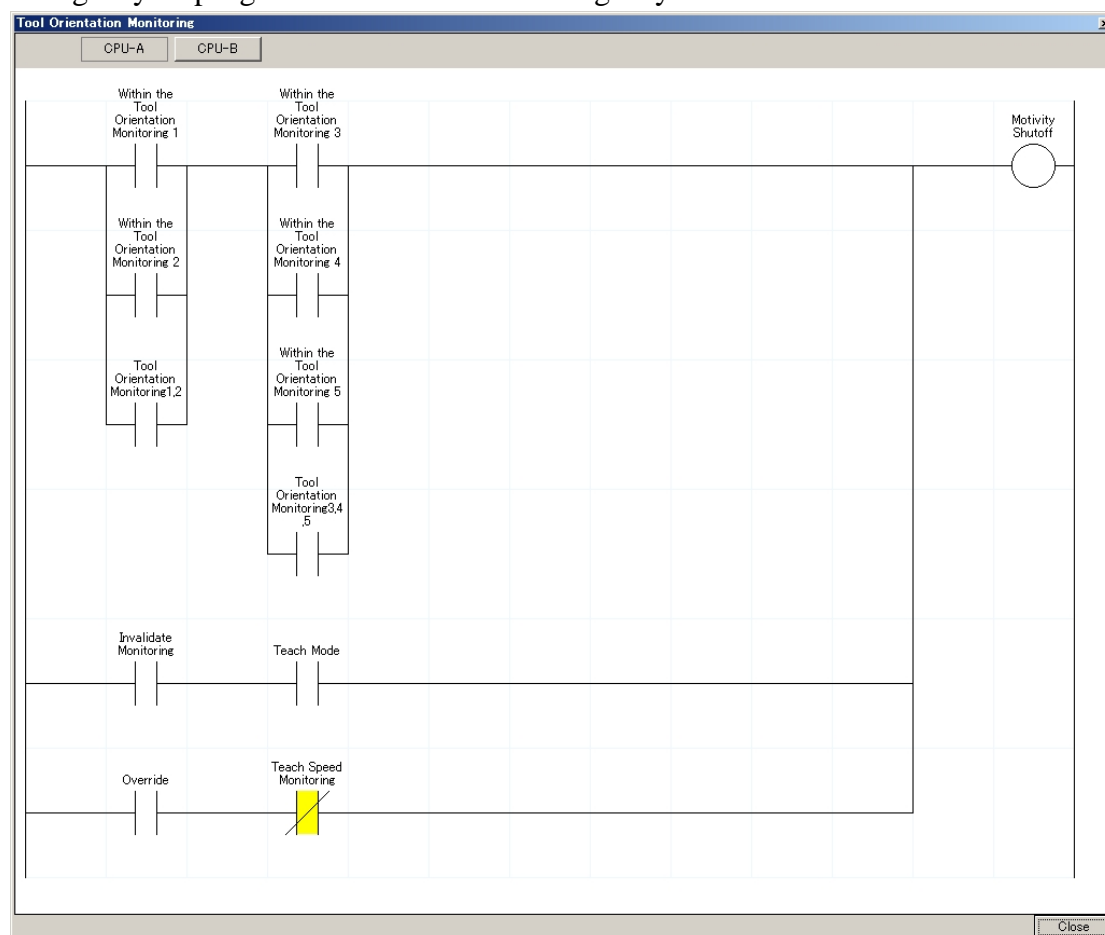 Tool Orientation Monitoring
CPU-A CPU-B
Within the
Tool
Orientation
Monitoring 1
Within the
Tool
Orientation
Monitoring 3
Motivity
Shutoff
Within the
Tool
Orientation
Monitoring 2
Within the
Tool
Orientation
Monitoring 4
Tool
Orientation
Monitoring1,2
Within the
Tool
Orientation
Monitoring 5
Tool
Orientation
Monitoring3,4
,5
Invalidate
Monitoring
Teach Mode
Override
Teach Speed
Monitoring
Close